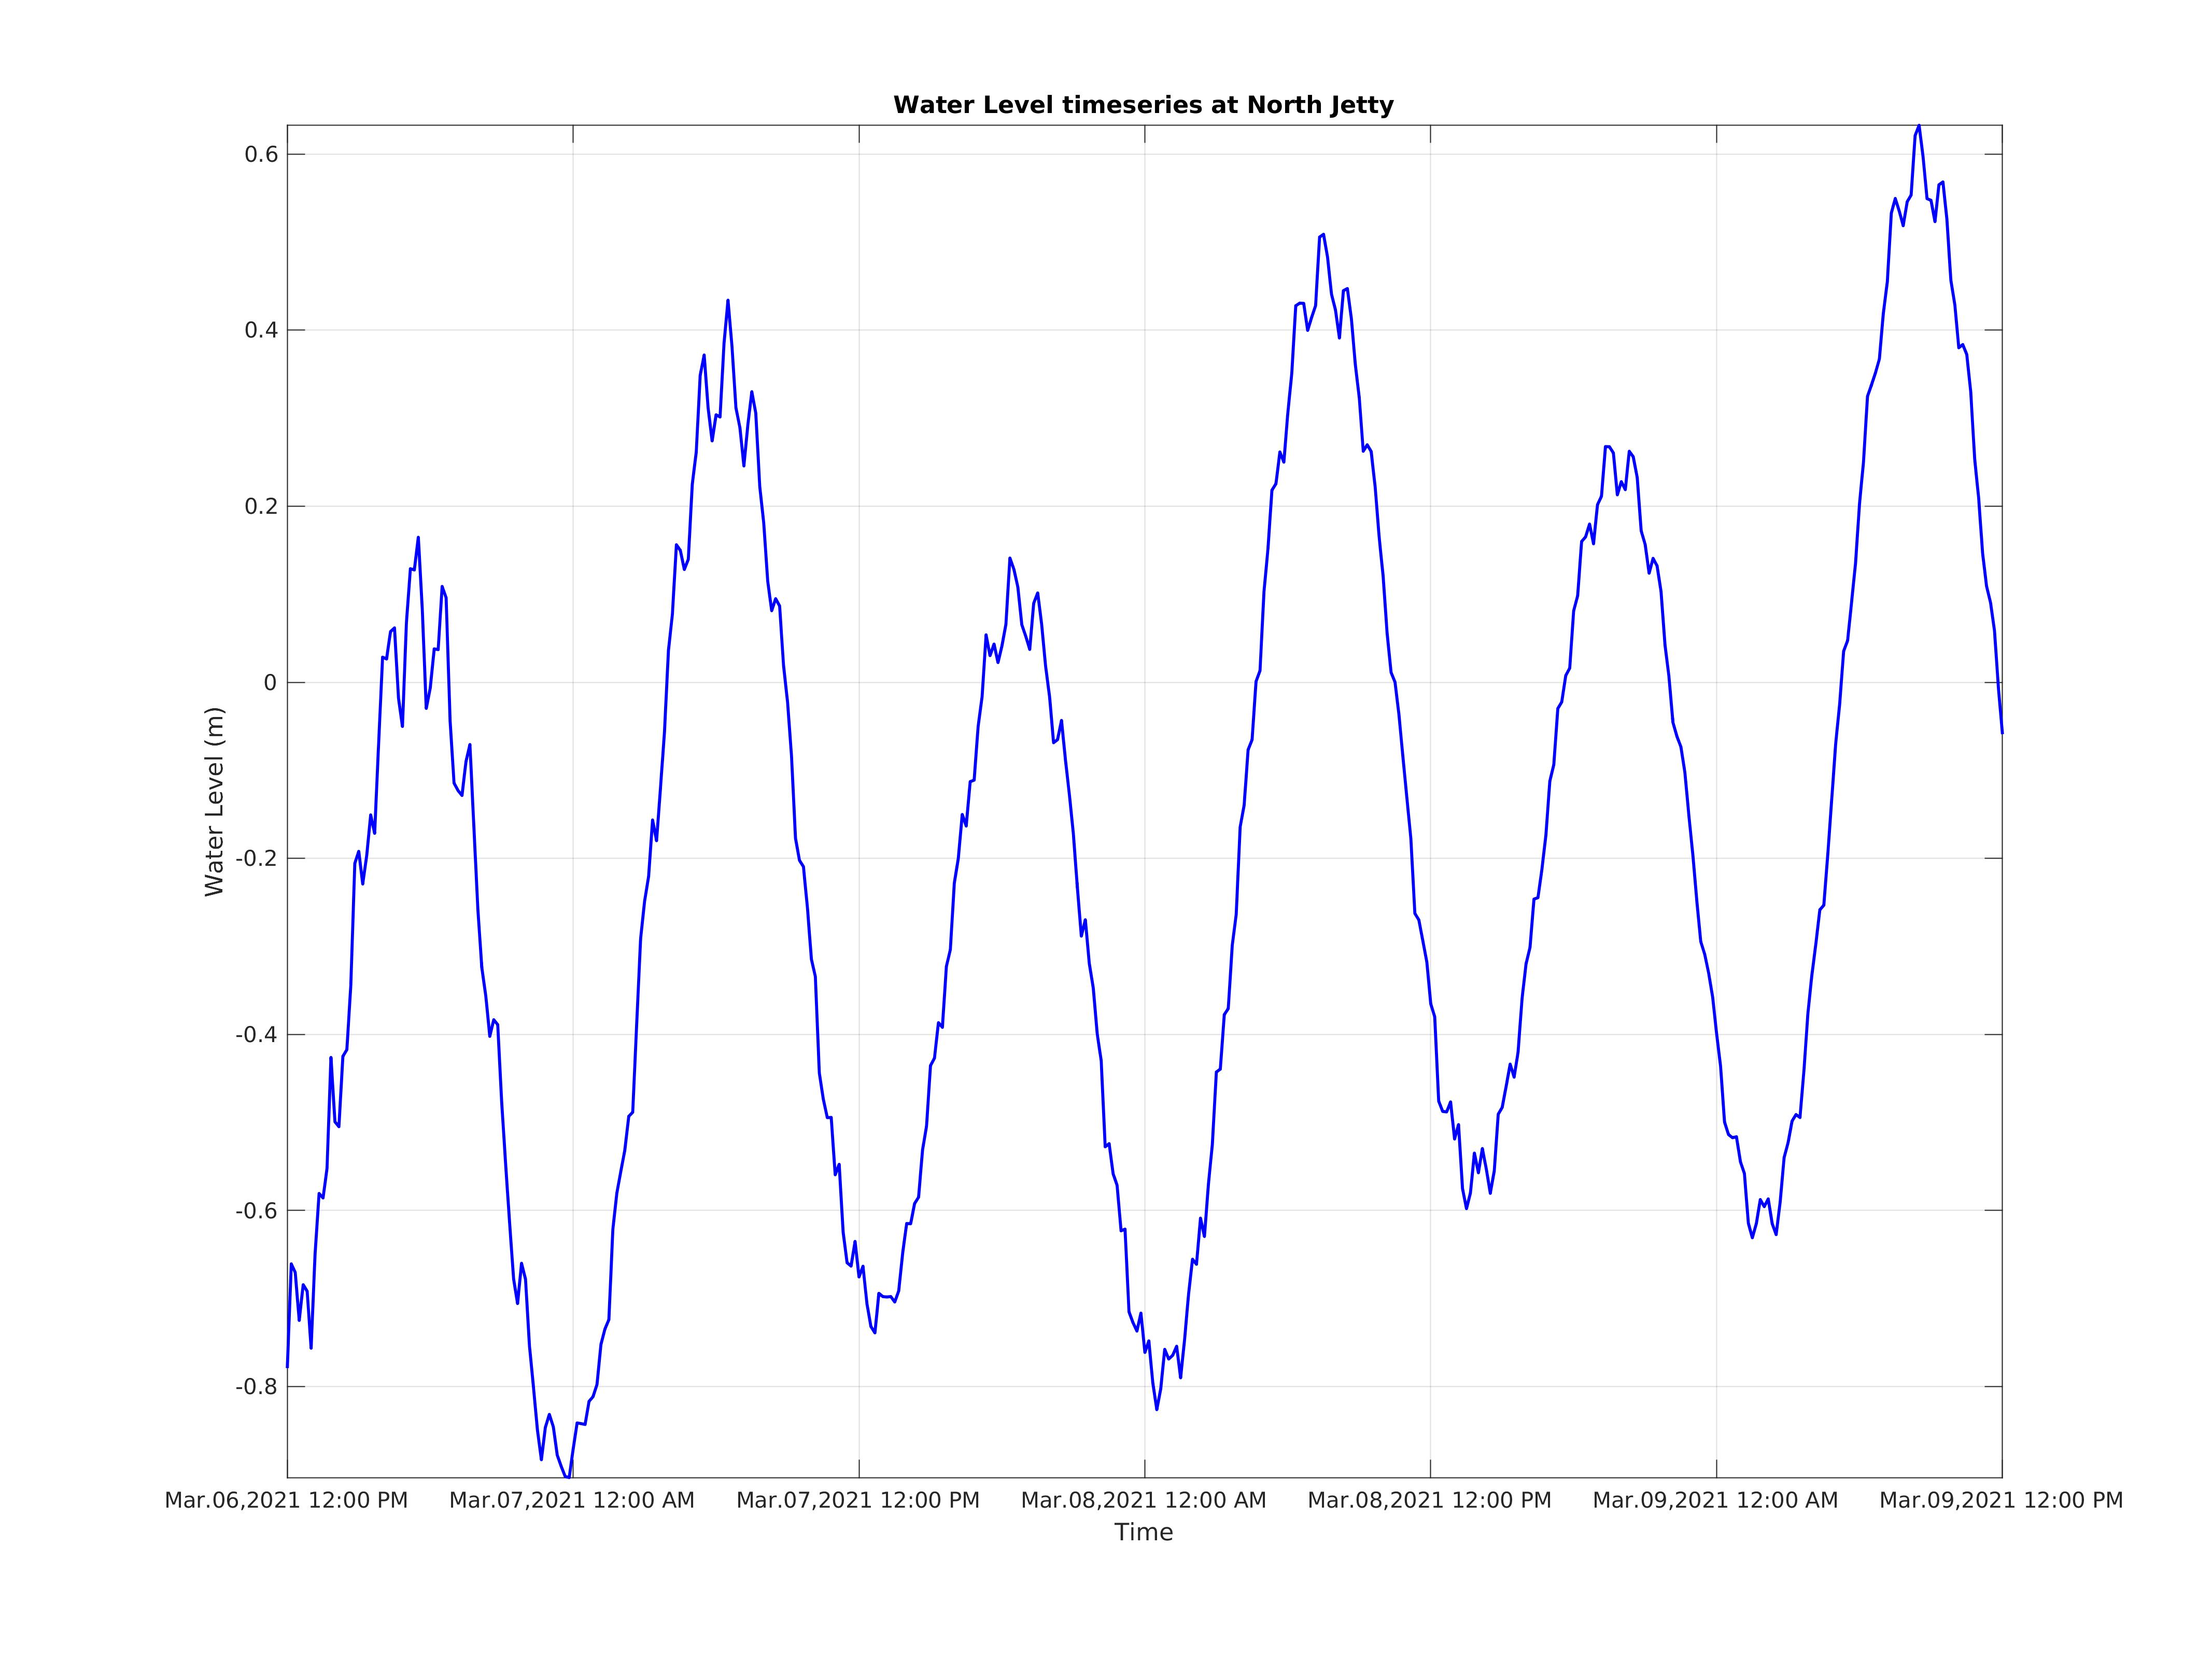 Water Level timeseries at North Jetty
0.6
0.4
0.2
0
-0.2
-0.4
-0.6
-0.8
Water Level (m)
Mar.06,2021 12:00 PM Mar.07,2021 12:00 AM Mar.07,2021 12:00 PM Mar.08,2021 12:00 AM Mar.08,2021 12:00 PM Mar.09,2021 12:00 AM Mar.09,2021 12:00 PM
Time